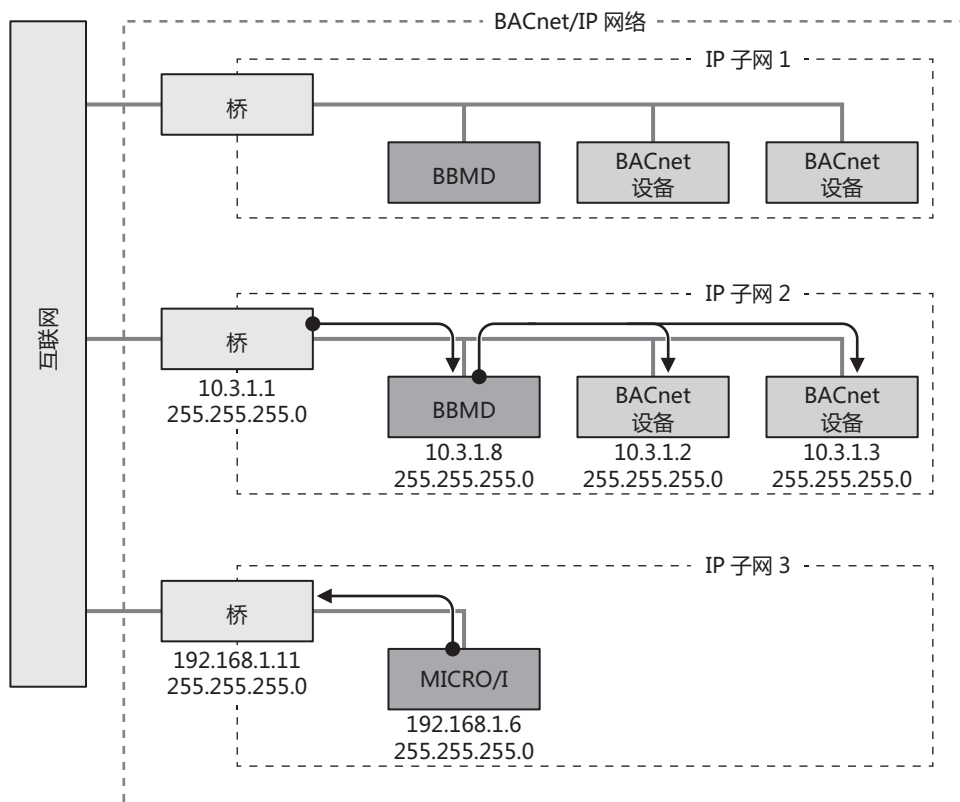 BACnet/IP 网络
IP 子网 1
桥
BBMD
BACnet
设备
BACnet
设备
互联网
IP 子网 2
桥
10.3.1.1
255.255.255.0
BBMD
10.3.1.8
255.255.255.0
BACnet
设备
10.3.1.2
255.255.255.0
BACnet
设备
10.3.1.3
255.255.255.0
IP 子网 3
桥
192.168.1.11
255.255.255.0
MICRO/I
192.168.1.6
255.255.255.0